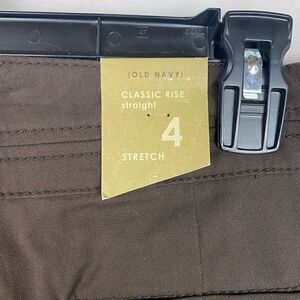 (OLD NAVY)
CLASSIC RISE
straight
4
STRETCH